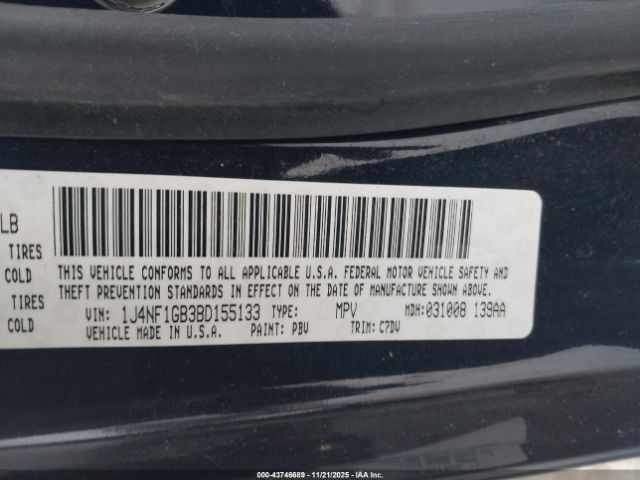 LB
TIRES
COLD
TIRES
COLD
THIS VEHICLE CONFORMS TO ALL APPLICABLE U.S.A. FEDERAL MOTOR VEHICLE SAFETY AND
THEFT PREVENTION STANDARDS IN EFFECT ON THE DATE OF MANUFACTURE SHOWN ABOVE.
VIN: 1J4NF1GB3BD155133 TYPE: MPV MDH:031008 139AA
VEHICLE MADE IN U.S.A. PAINT: PBV TRIM: C7DV
000-43746689 - 11/21/2025 - IAA Inc.